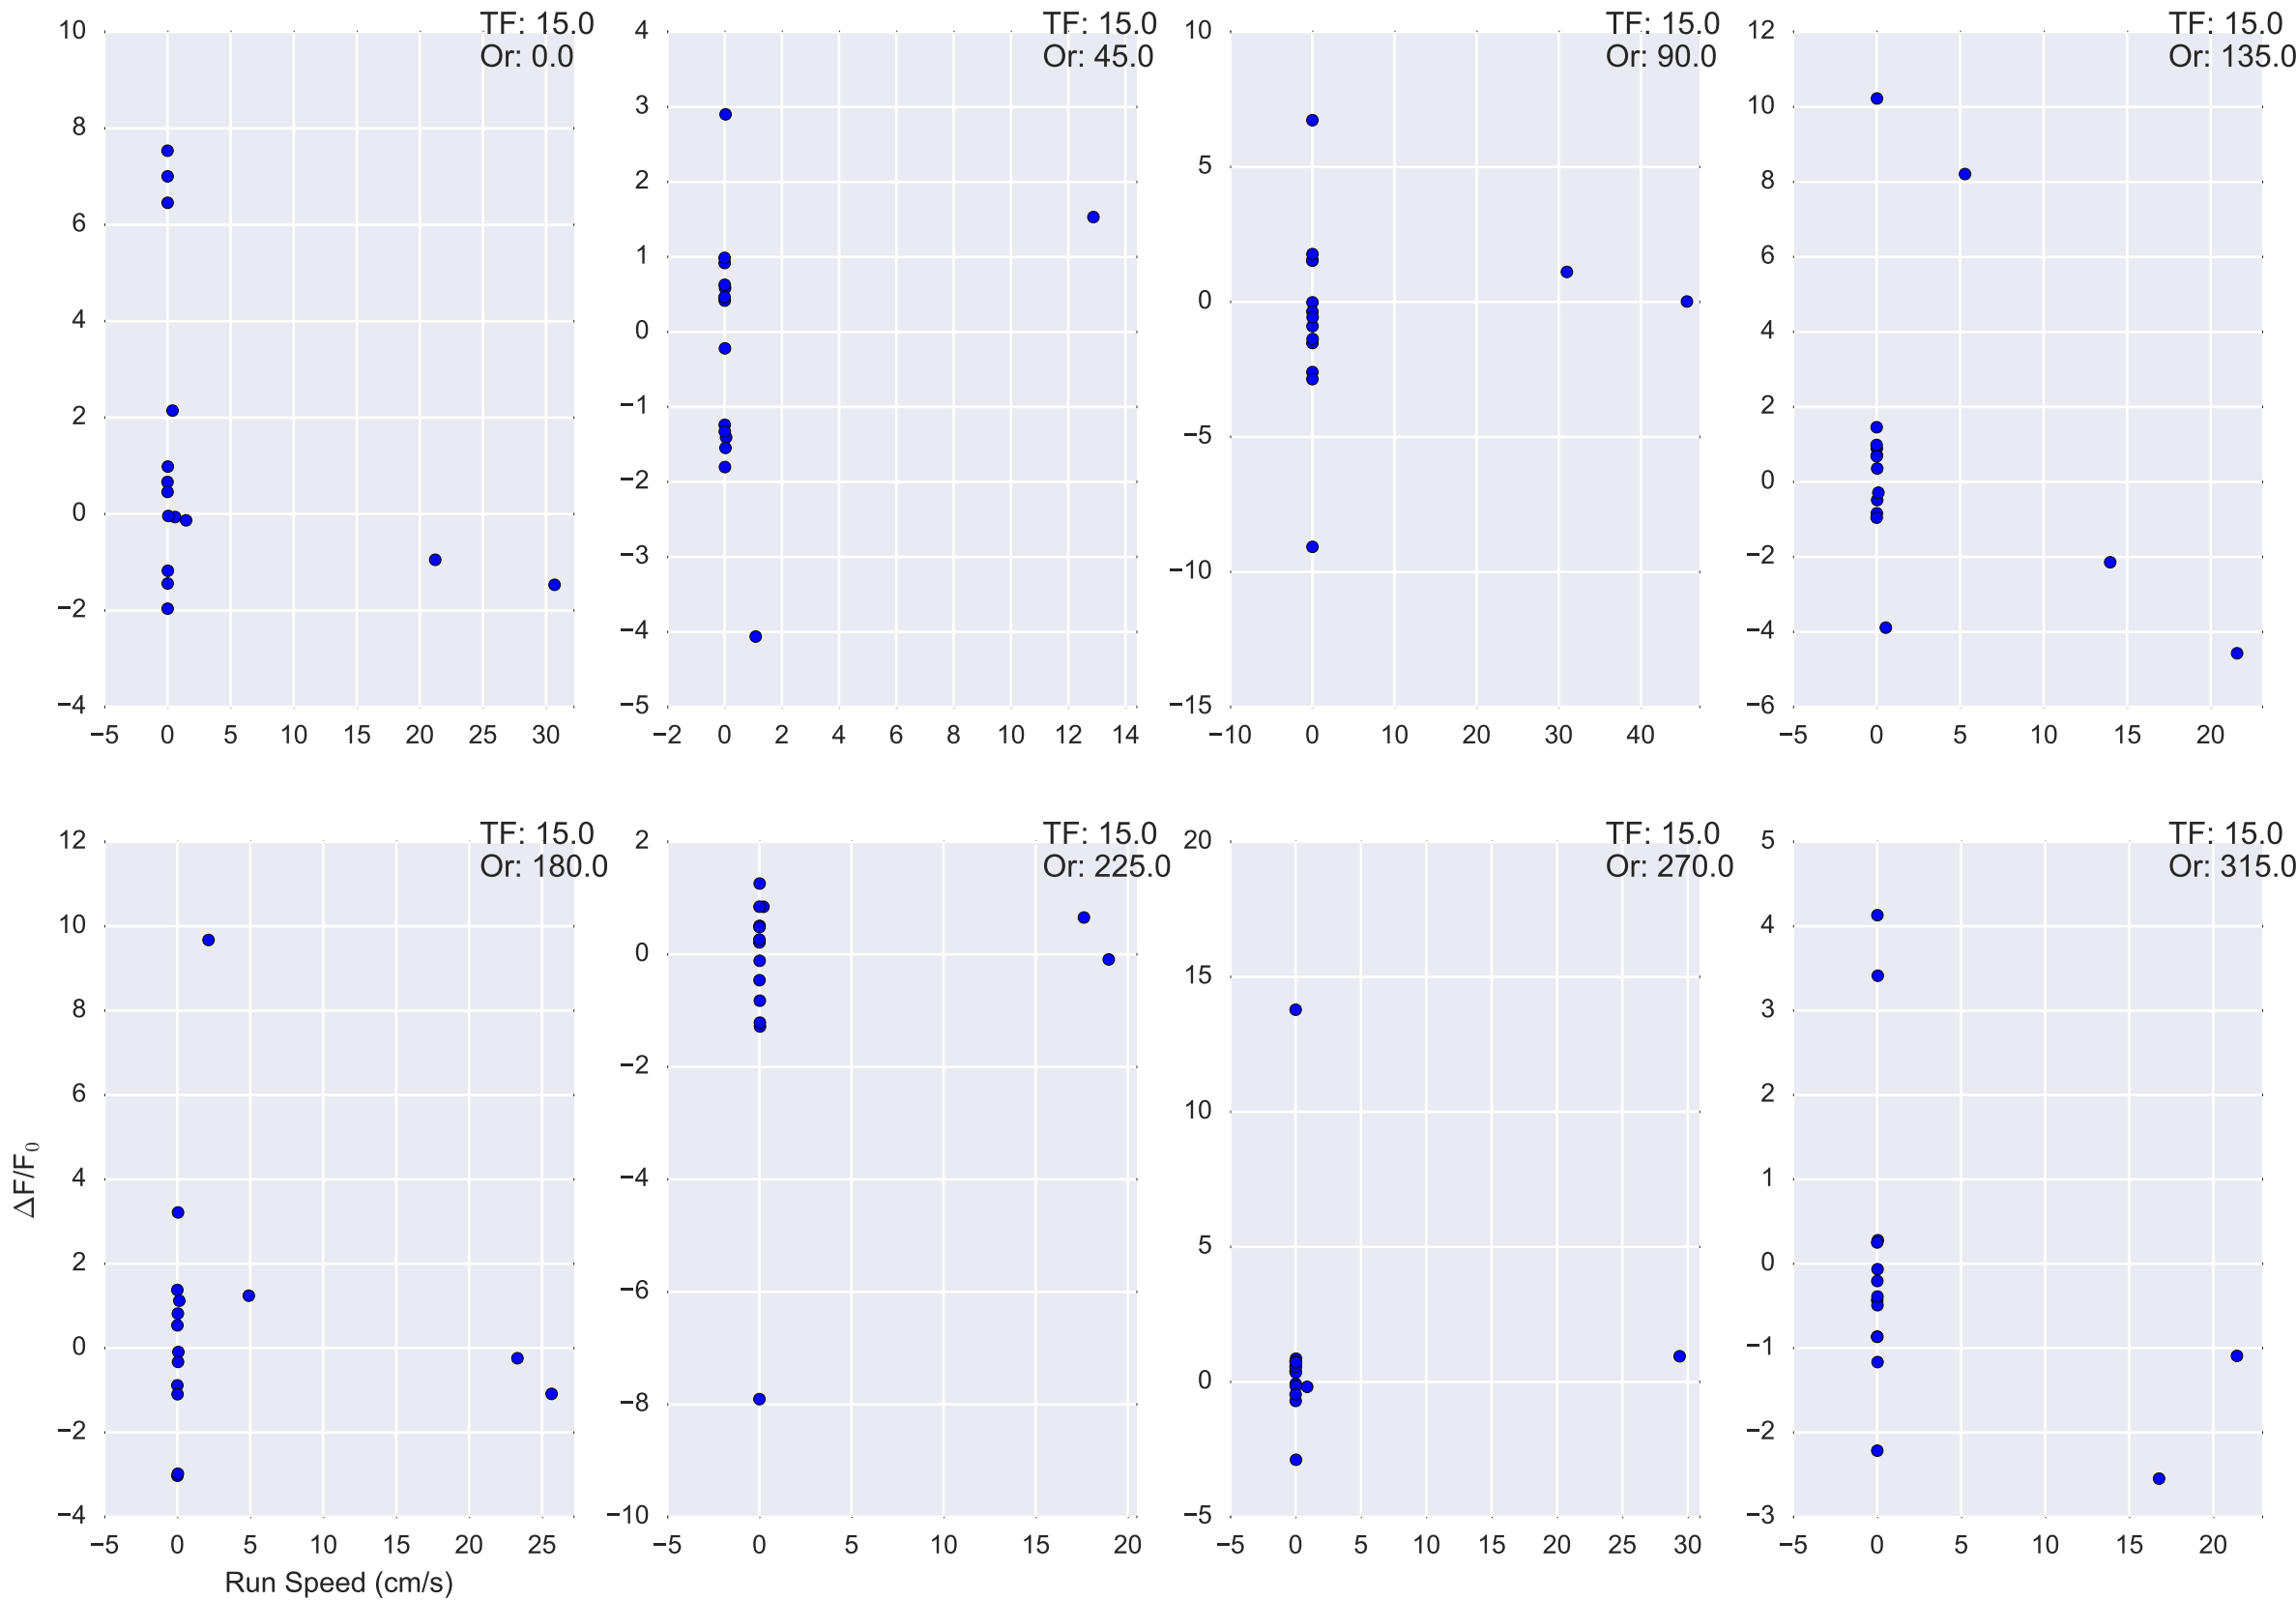 TF: 15.0
Or: 0.0
10
8
6
4
2
0
−2
−4
−5 0 5 10 15 20 25 30
TF: 15.0
Or: 45.0
4
3
2
1
0
−1
−2
−3
−4
−5
−2 0 2 4 6 8 10 12 14
TF: 15.0
Or: 90.0
10
5
0
−5
−10
−15
−10 0 10 20 30 40
TF: 15.0
Or: 135.0
12
10
8
6
4
2
0
−2
−4
−6
−5 0 5 10 15 20
TF: 15.0
Or: 180.0
12
10
8
6
4
2
0
−2
−4
−5 0 5 10 15 20 25
Run Speed (cm/s)
ΔF/F₀
TF: 15.0
Or: 225.0
2
0
−2
−4
−6
−8
−10
−5 0 5 10 15 20
TF: 15.0
Or: 270.0
20
15
10
5
0
−5
−5 0 5 10 15 20 25 30
TF: 15.0
Or: 315.0
5
4
3
2
1
0
−1
−2
−3
−5 0 5 10 15 20